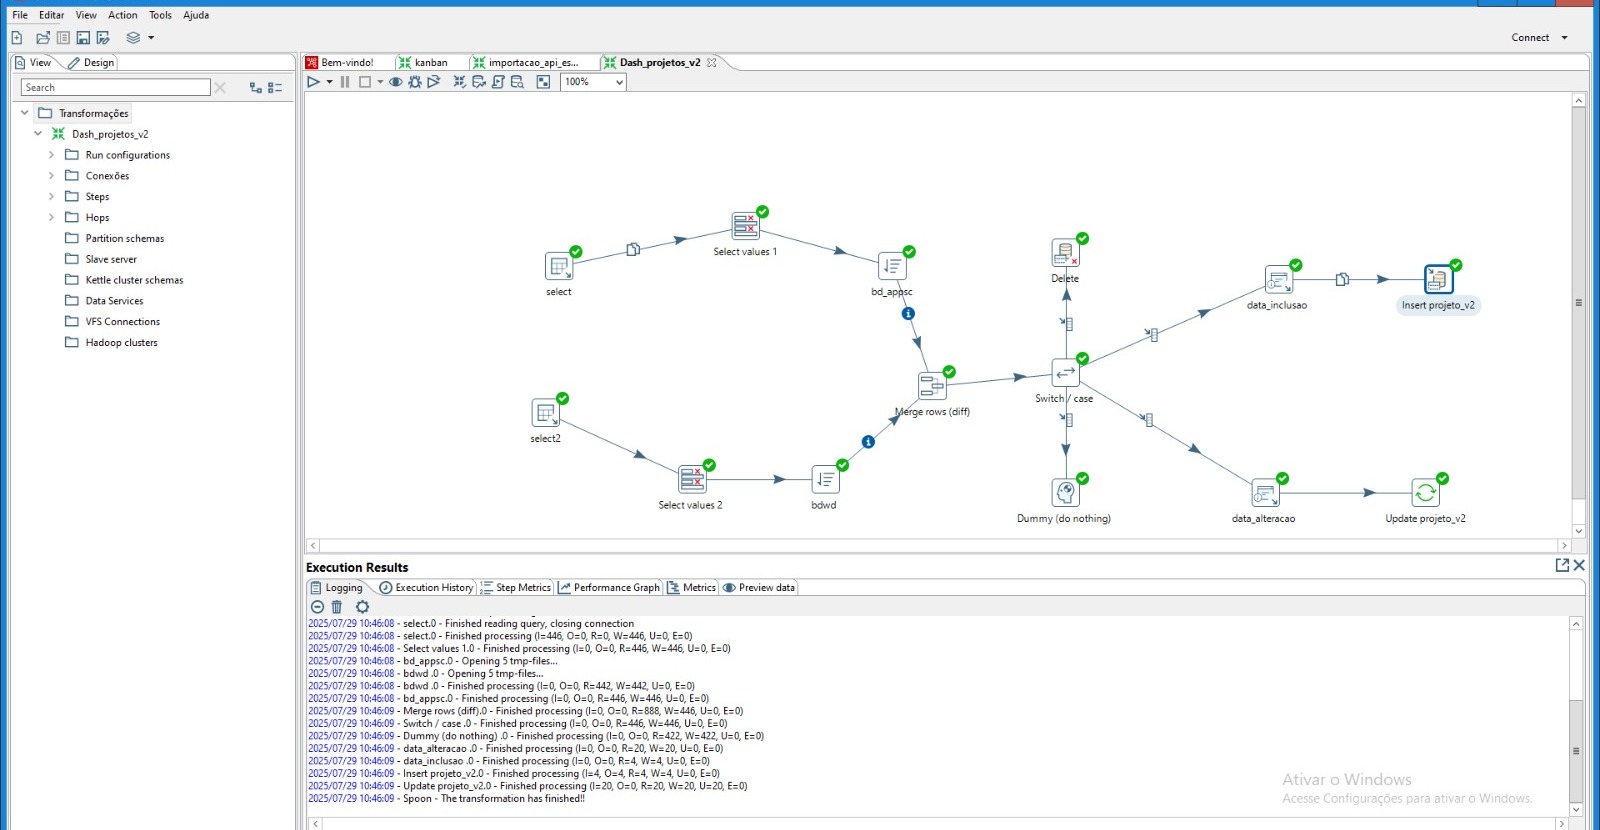 File Editar View Action Tools Ajuda
Connect
View Design
Search
Transformações
Dash_projetos_v2
Run configurations
Conexões
Steps
Hops
Partition schemas
Slave server
Kettle cluster schemas
Data Services
VFS Connections
Hadoop clusters
Bem-vindo! kanban importacao_api_es... Dash_projetos_v2
100%
Select values 1
select
bd_appsc
Delete
data_inclusao
Insert projeto_v2
Merge rows (diff)
Switch / case
select2
Select values 2
bdwd
Dummy (do nothing)
data_alteracao
Update projeto_v2
Execution Results
Logging Execution History Step Metrics Performance Graph Metrics Preview data
2025/07/29 10:46:08 - select.0 - Finished reading query, closing connection
2025/07/29 10:46:08 - select.0 - Finished processing (I=446, O=0, R=0, W=446, U=0, E=0)
2025/07/29 10:46:08 - Select values 1.0 - Finished processing (I=0, O=0, R=446, W=446, U=0, E=0)
2025/07/29 10:46:08 - bd_appsc.0 - Opening 5 tmp-files...
2025/07/29 10:46:08 - bdwd .0 - Opening 5 tmp-files...
2025/07/29 10:46:08 - bdwd .0 - Finished processing (I=0, O=0, R=442, W=442, U=0, E=0)
2025/07/29 10:46:08 - bd_appsc.0 - Finished processing (I=0, O=0, R=446, W=446, U=0, E=0)
2025/07/29 10:46:09 - Merge rows (diff).0 - Finished processing (I=0, O=0, R=888, W=446, U=0, E=0)
2025/07/29 10:46:09 - Switch / case .0 - Finished processing (I=0, O=0, R=446, W=446, U=0, E=0)
2025/07/29 10:46:09 - Dummy (do nothing) .0 - Finished processing (I=0, O=0, R=422, W=422, U=0, E=0)
2025/07/29 10:46:09 - data_alteracao .0 - Finished processing (I=0, O=0, R=20, W=20, U=0, E=0)
2025/07/29 10:46:09 - data_inclusao .0 - Finished processing (I=0, O=0, R=4, W=4, U=0, E=0)
2025/07/29 10:46:09 - Insert projeto_v2.0 - Finished processing (I=4, O=4, R=4, W=4, U=0, E=0)
2025/07/29 10:46:09 - Update projeto_v2.0 - Finished processing (I=20, O=0, R=20, W=20, U=20, E=0)
2025/07/29 10:46:09 - Spoon - The transformation has finished!!
Ativar o Windows
Acesse Configurações para ativar o Windows.